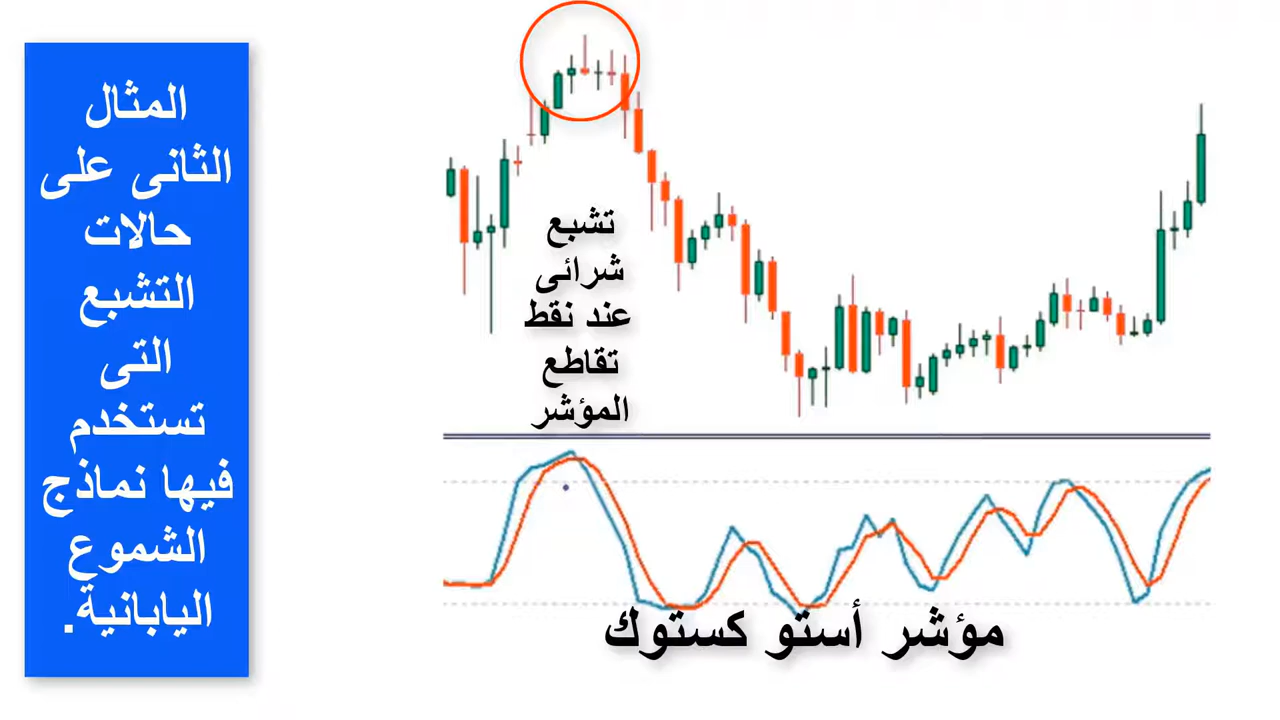 المثال
الثانى على
حالات
التشبع
التى
تستخدم
فيها نماذج
الشموع
اليابانية.
تشبع
شرائى
عند نقط
تقاطع
المؤشر
مؤشر أستو كستوك